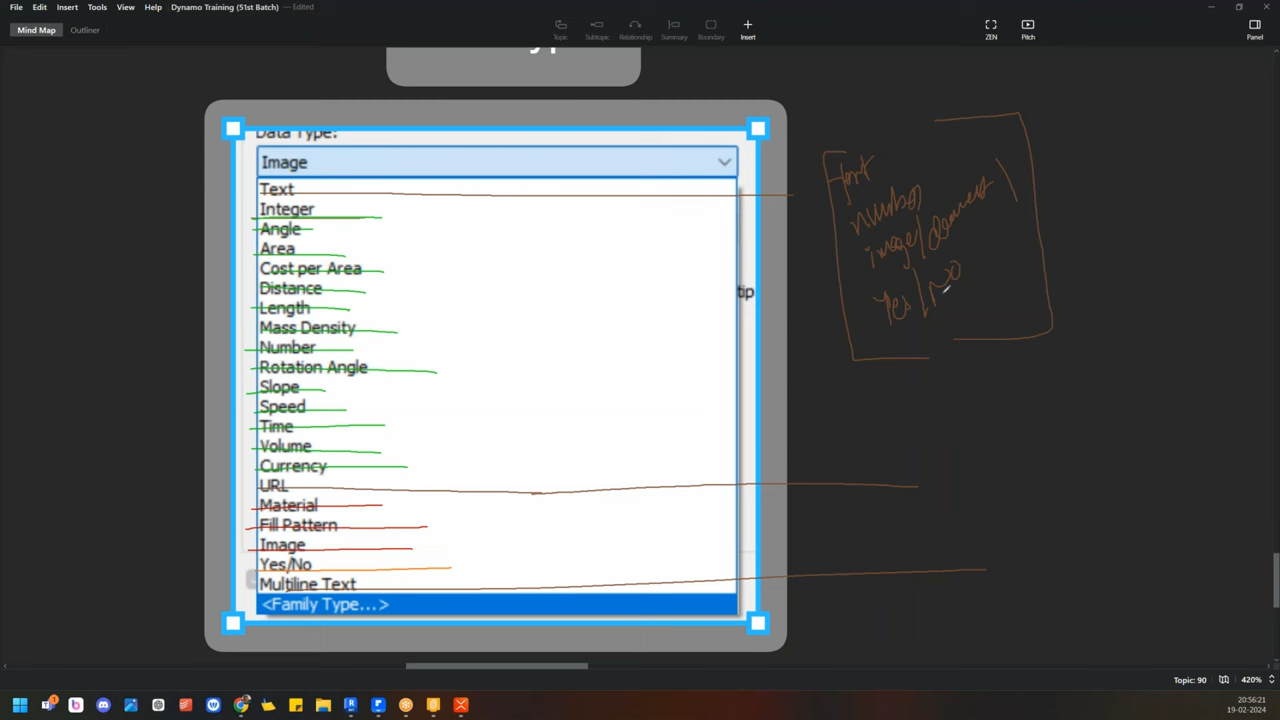 File Edit Insert Tools View Help Dynamo Training (51st Batch) — Edited
Mind Map Outliner
Topic Subtopic Relationship Summary Boundary Insert
ZEN Pitch
Panel
Data Type:
Image
Text
Integer
Angle
Area
Cost per Area
Distance
Length
Mass Density
Number
Rotation Angle
Slope
Speed
Time
Volume
Currency
URL
Material
Fill Pattern
Image
Yes/No
Multiline Text
<Family Type...>
tip
number
image/
Yes/No
Topic: 90
420%
20:56:21
19-02-2024